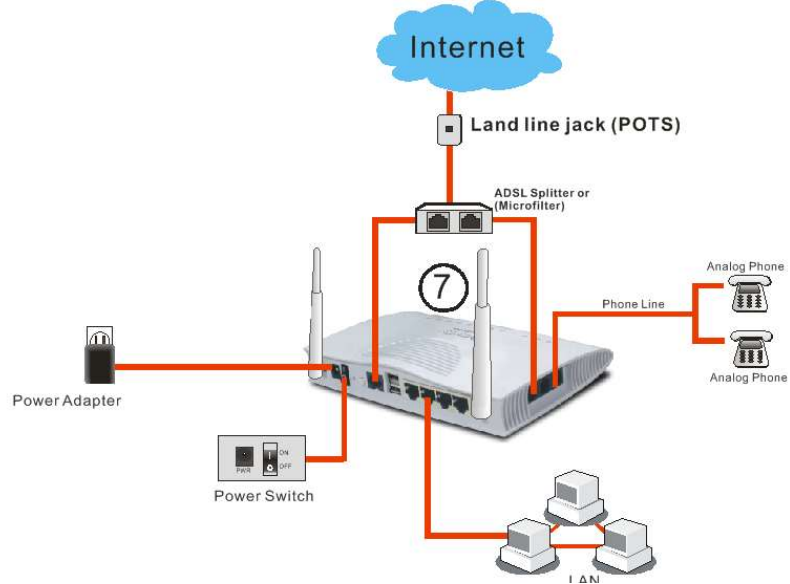 Internet
Land line jack (POTS)
ADSL Splitter or
(Microfilter)
7
Analog Phone
Phone Line
Analog Phone
Power Adapter
ON
PWR
OFF
Power Switch
LAN